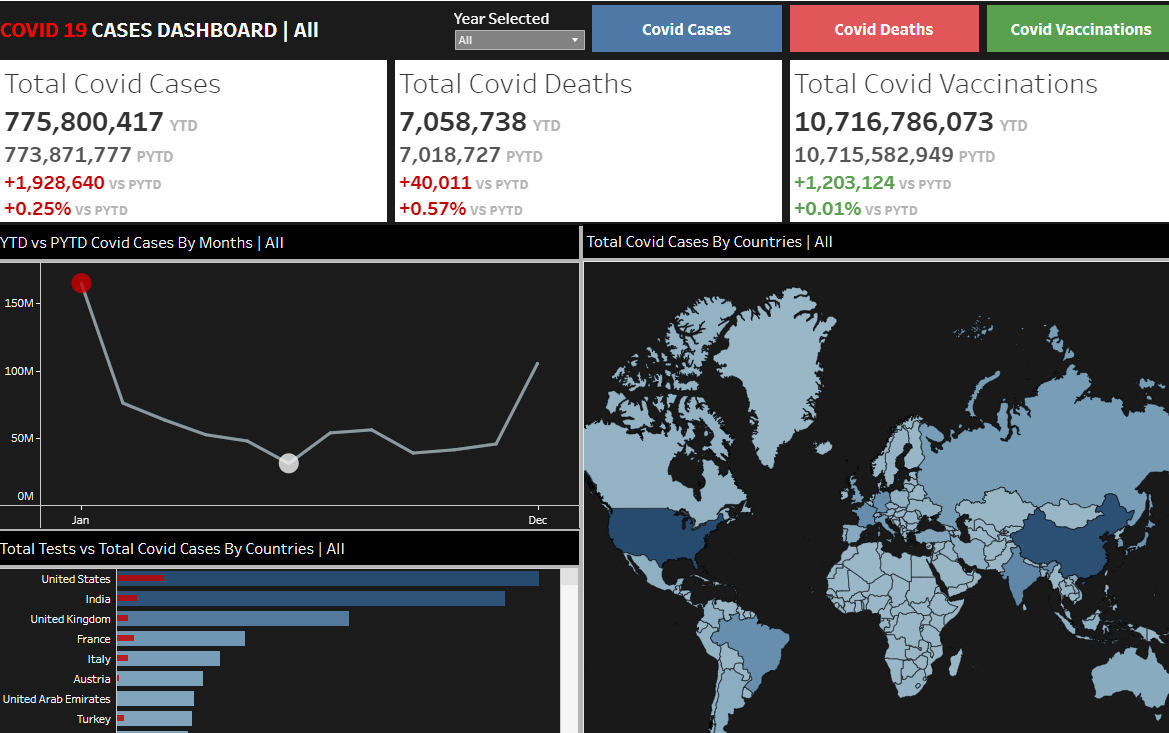 COVID 19 CASES DASHBOARD | All
Year Selected
All
Covid Cases
Covid Deaths
Covid Vaccinations
Total Covid Cases
775,800,417 YTD
773,871,777 PYTD
+1,928,640 VS PYTD
+0.25% VS PYTD
Total Covid Deaths
7,058,738 YTD
7,018,727 PYTD
+40,011 VS PYTD
+0.57% VS PYTD
Total Covid Vaccinations
10,716,786,073 YTD
10,715,582,949 PYTD
+1,203,124 VS PYTD
+0.01% VS PYTD
YTD vs PYTD Covid Cases By Months | All
150M
100M
50M
0M
Jan
Dec
Total Covid Cases By Countries | All
Total Tests vs Total Covid Cases By Countries | All
United States
India
United Kingdom
France
Italy
Austria
United Arab Emirates
Turkey